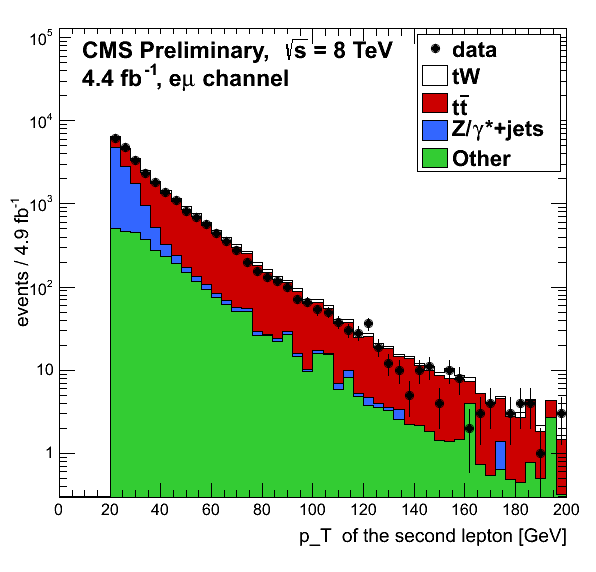 CMS Preliminary, √s = 8 TeV
4.4 fb⁻¹, eμ channel
data
tW
tt̄
Z/γ*+jets
Other
events / 4.9 fb⁻¹
10⁵
10⁴
10³
10²
10
1
0 20 40 60 80 100 120 140 160 180 200
p_T of the second lepton [GeV]